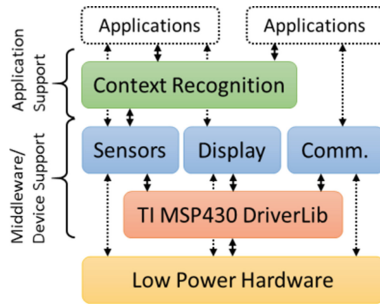 Applications
Applications
Application
Support
Context Recognition
Middleware/
Device Support
Sensors
Display
Comm.
TI MSP430 DriverLib
Low Power Hardware